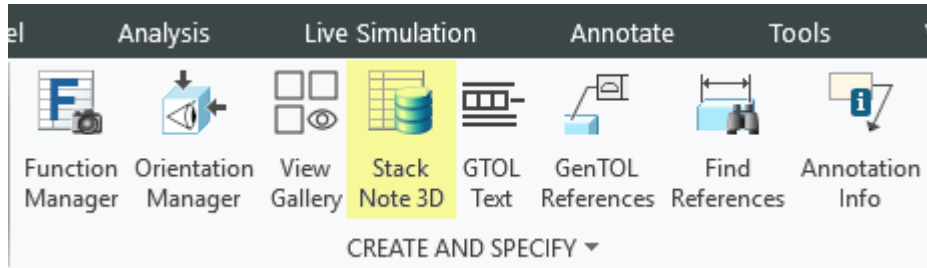 el Analysis Live Simulation Annotate Tools
Function Orientation View Stack GTOL GenTOL Find Annotation
Manager Manager Gallery Note 3D Text References References Info
CREATE AND SPECIFY